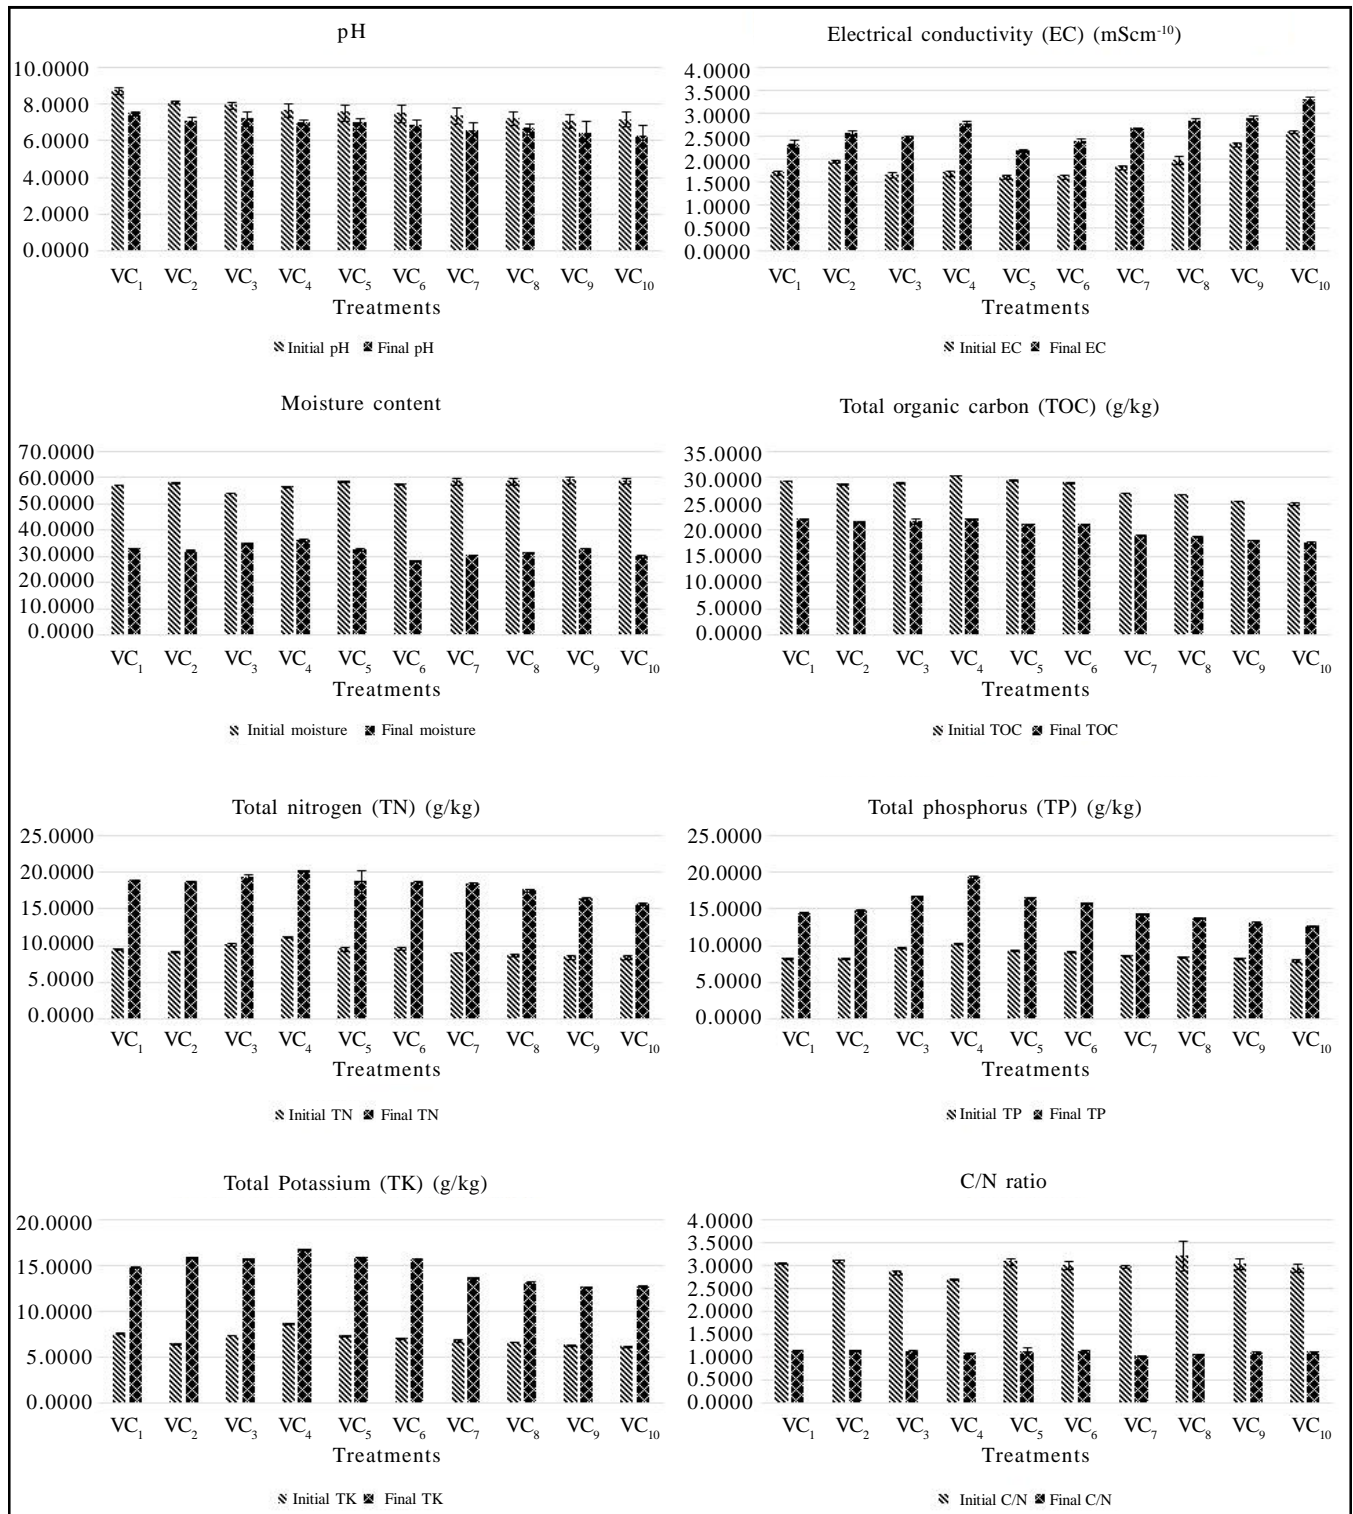 pH
10.0000
8.0000
6.0000
4.0000
2.0000
0.0000
VC1 VC2 VC3 VC4 VC5 VC6 VC7 VC8 VC9 VC10
Treatments
Initial pH Final pH
Electrical conductivity (EC) (mScm-10)
4.0000
3.5000
3.0000
2.5000
2.0000
1.5000
1.0000
0.5000
0.0000
VC1 VC2 VC3 VC4 VC5 VC6 VC7 VC8 VC9 VC10
Treatments
Initial EC Final EC
Moisture content
70.0000
60.0000
50.0000
40.0000
30.0000
20.0000
10.0000
0.0000
VC1 VC2 VC3 VC4 VC5 VC6 VC7 VC8 VC9 VC10
Treatments
Initial moisture Final moisture
Total organic carbon (TOC) (g/kg)
35.0000
30.0000
25.0000
20.0000
15.0000
10.0000
5.0000
0.0000
VC1 VC2 VC3 VC4 VC5 VC6 VC7 VC8 VC9 VC10
Treatments
Initial TOC Final TOC
Total nitrogen (TN) (g/kg)
25.0000
20.0000
15.0000
10.0000
5.0000
0.0000
VC1 VC2 VC3 VC4 VC5 VC6 VC7 VC8 VC9 VC10
Treatments
Initial TN Final TN
Total phosphorus (TP) (g/kg)
25.0000
20.0000
15.0000
10.0000
5.0000
0.0000
VC1 VC2 VC3 VC4 VC5 VC6 VC7 VC8 VC9 VC10
Treatments
Initial TP Final TP
Total Potassium (TK) (g/kg)
20.0000
15.0000
10.0000
5.0000
0.0000
VC1 VC2 VC3 VC4 VC5 VC6 VC7 VC8 VC9 VC10
Treatments
Initial TK Final TK
C/N ratio
4.0000
3.5000
3.0000
2.5000
2.0000
1.5000
1.0000
0.5000
0.0000
VC1 VC2 VC3 VC4 VC5 VC6 VC7 VC8 VC9 VC10
Treatments
Initial C/N Final C/N